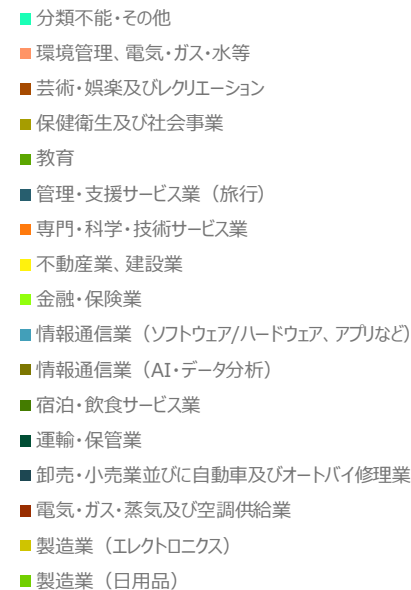 分類不能・その他
環境管理、電気・ガス・水等
芸術・娯楽及びレクリエーション
保健衛生及び社会事業
教育
管理・支援サービス業（旅行）
専門・科学・技術サービス業
不動産業、建設業
金融・保険業
情報通信業（ソフトウェア/ハードウェア、アプリなど）
情報通信業（AI・データ分析）
宿泊・飲食サービス業
運輸・保管業
卸売・小売業並びに自動車及びオートバイ修理業
電気・ガス・蒸気及び空調供給業
製造業（エレクトロニクス）
製造業（日用品）